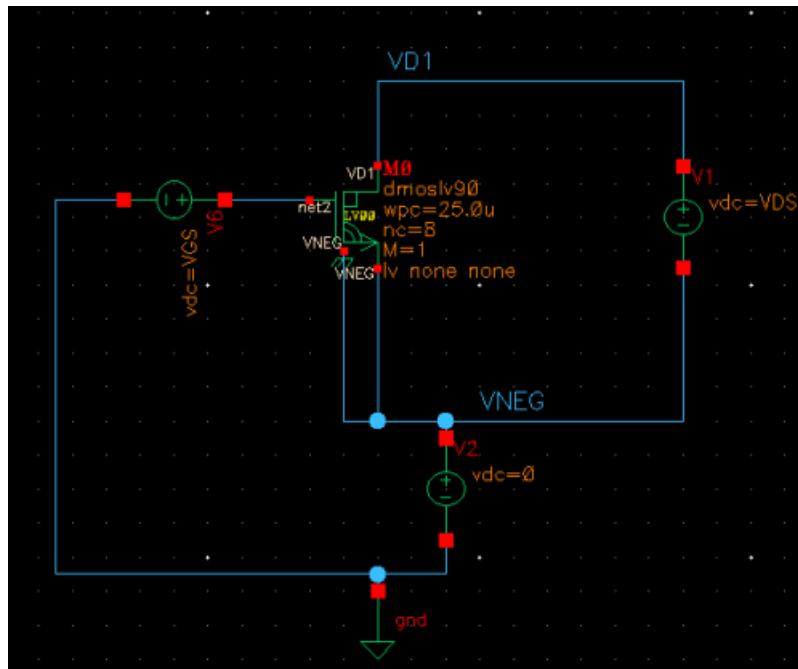 VD1
VD1
M0
dmoslv90
wpc=25.0u
nc=8
M=1
lv none none
net2
LV90
VNEG
VNEG
V6
vdc=VGS
V1
vdc=VDS
VNEG
V2
vdc=0
gnd